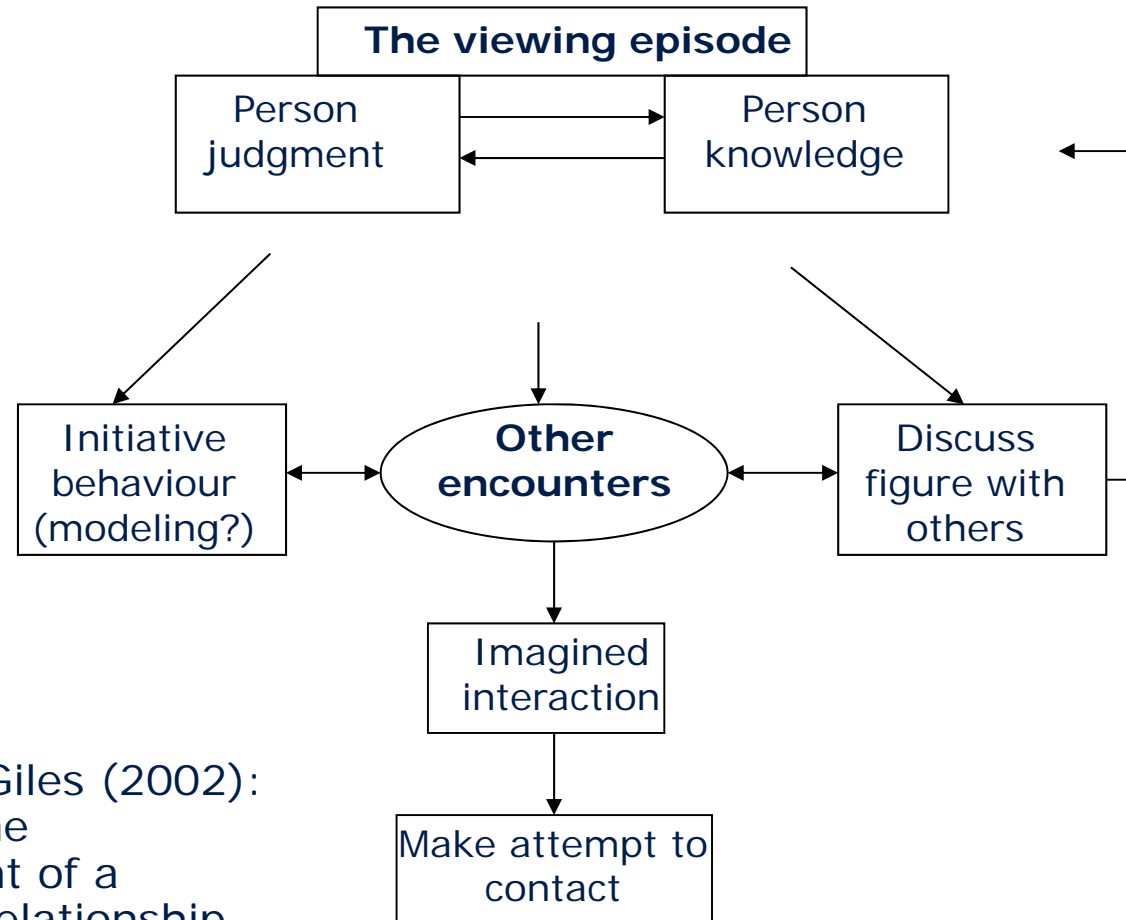 The viewing episode
Person
judgment
Person
knowledge
Initiative
behaviour
(modeling?)
Other
encounters
Discuss
figure with
others
Imagined
interaction
Make attempt to
contact
Giles (2002):
of a